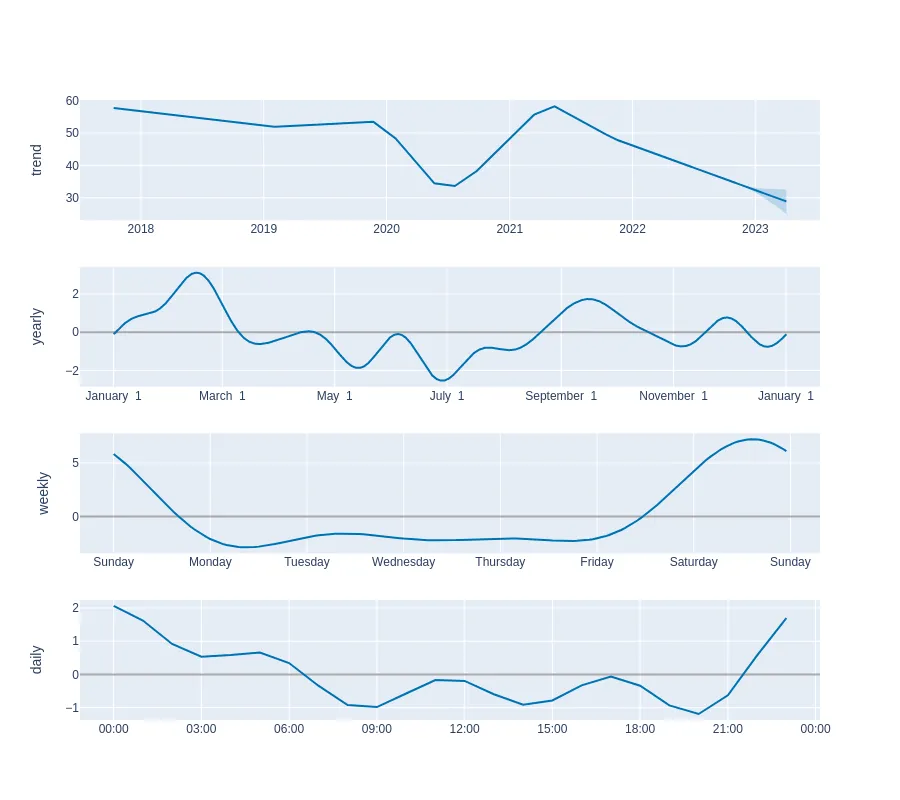 trend
60
50
40
30
2018 2019 2020 2021 2022 2023
yearly
2
0
−2
January 1 March 1 May 1 July 1 September 1 November 1 January 1
weekly
5
0
Sunday Monday Tuesday Wednesday Thursday Friday Saturday Sunday
daily
2
1
0
−1
00:00 03:00 06:00 09:00 12:00 15:00 18:00 21:00 00:00